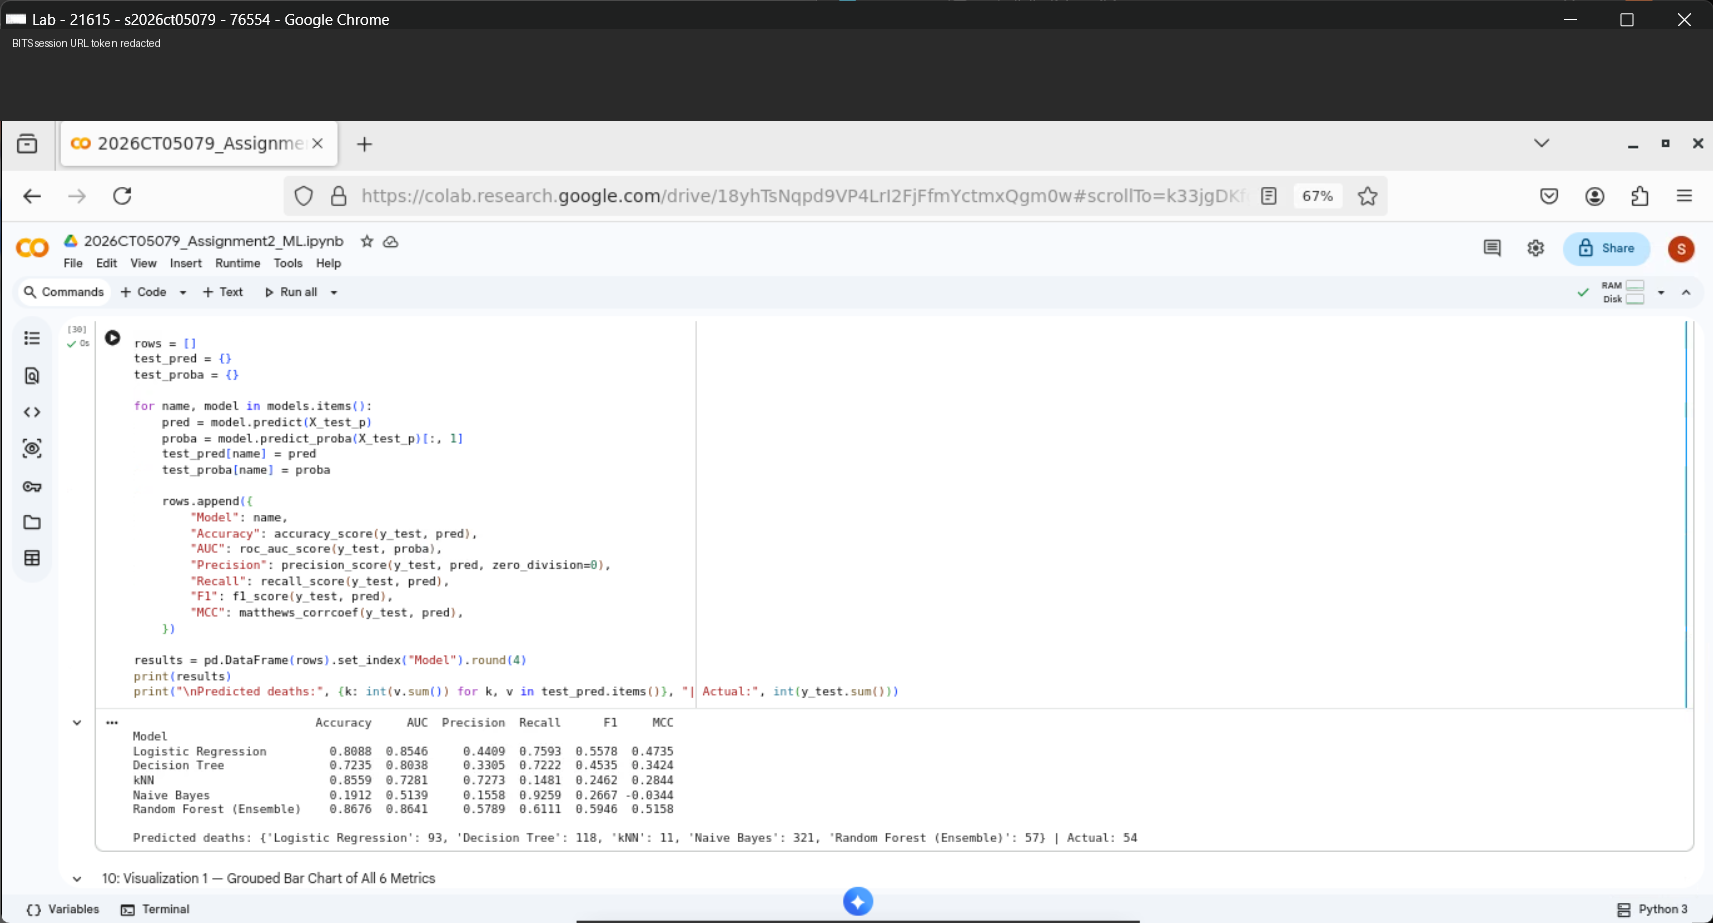 Lab - 21615 - s2026ct05079 - 76554 - Google Chrome
BITS session URL token redacted
2026CT05079_Assignme
https://colab.research.google.com/drive/18yhTsNqpd9VP4LrI2FjFfmYctmxQgm0w#scrollTo=k33jgDKf
67%
2026CT05079_Assignment2_ML.ipynb
File Edit View Insert Runtime Tools Help
Share
S
Commands + Code + Text Run all
RAM
Disk
[30]
0s
rows = []
test_pred = {}
test_proba = {}
for name, model in models.items():
    pred = model.predict(X_test_p)
    proba = model.predict_proba(X_test_p)[:, 1]
    test_pred[name] = pred
    test_proba[name] = proba
    rows.append({
        "Model": name,
        "Accuracy": accuracy_score(y_test, pred),
        "AUC": roc_auc_score(y_test, proba),
        "Precision": precision_score(y_test, pred, zero_division=0),
        "Recall": recall_score(y_test, pred),
        "F1": f1_score(y_test, pred),
        "MCC": matthews_corrcoef(y_test, pred),
    })
results = pd.DataFrame(rows).set_index("Model").round(4)
print(results)
print("\nPredicted deaths:", {k: int(v.sum()) for k, v in test_pred.items()}, "| Actual:", int(y_test.sum()))
Accuracy AUC Precision Recall F1 MCC
Model
Logistic Regression 0.8088 0.8546 0.4409 0.7593 0.5578 0.4735
Decision Tree 0.7235 0.8038 0.3305 0.7222 0.4535 0.3424
kNN 0.8559 0.7281 0.7273 0.1481 0.2462 0.2844
Naive Bayes 0.1912 0.5139 0.1558 0.9259 0.2667 -0.0344
Random Forest (Ensemble) 0.8676 0.8641 0.5789 0.6111 0.5946 0.5158
Predicted deaths: {'Logistic Regression': 93, 'Decision Tree': 118, 'kNN': 11, 'Naive Bayes': 321, 'Random Forest (Ensemble)': 57} | Actual: 54
10: Visualization 1 — Grouped Bar Chart of All 6 Metrics
Variables Terminal
Python 3